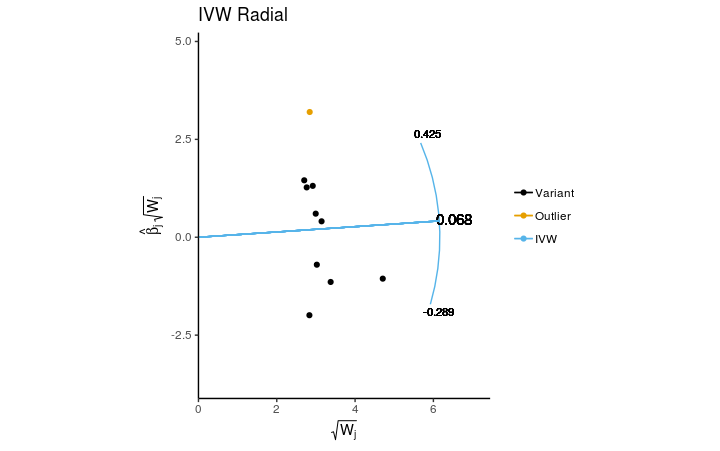 IVW Radial
5.0
2.5
0.0
-2.5
β̂j√Wj
0.425
0.068
-0.289
0
2
4
6
√Wj
Variant
Outlier
IVW